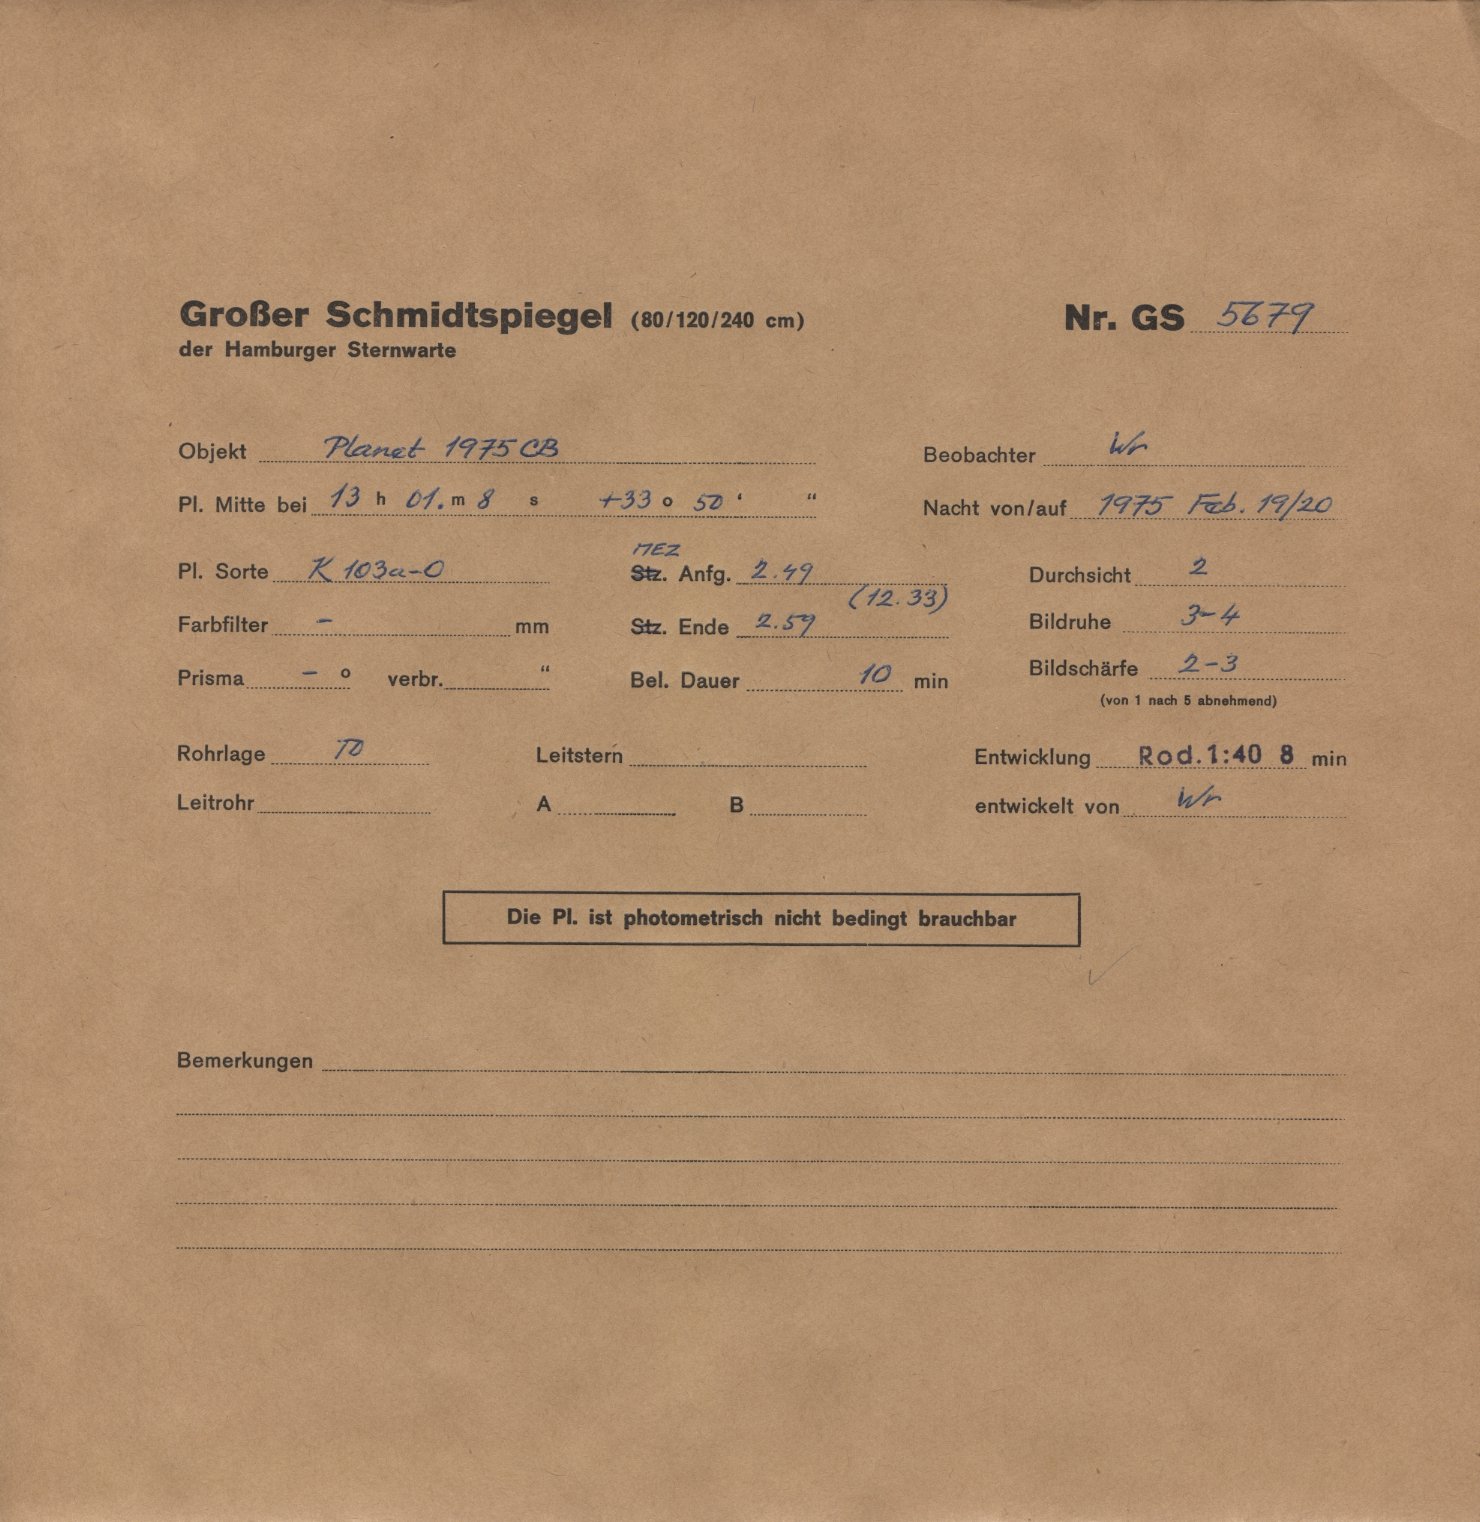 Großer Schmidtspiegel (80/120/240 cm) Nr. GS 5679
der Hamburger Sternwarte
Objekt Planet 1975 CB Beobachter Wr
Pl. Mitte bei 13 h 01. m 8 s +33 o 50 ‘ “ Nacht von/auf 1975 Feb. 19/20
MEZ
Pl. Sorte K 103a-O Stz. Anfg. 2.49 Durchsicht 2
(12.33)
Farbfilter – mm Stz. Ende 2.59 Bildruhe 3-4
Prisma – o verbr. “ Bel. Dauer 10 min Bildschärfe 2-3
(von 1 nach 5 abnehmend)
Rohrlage TO Leitstern Entwicklung Rod. 1:40 8 min
Leitrohr A B entwickelt von Wr
Die Pl. ist photometrisch nicht bedingt brauchbar
Bemerkungen